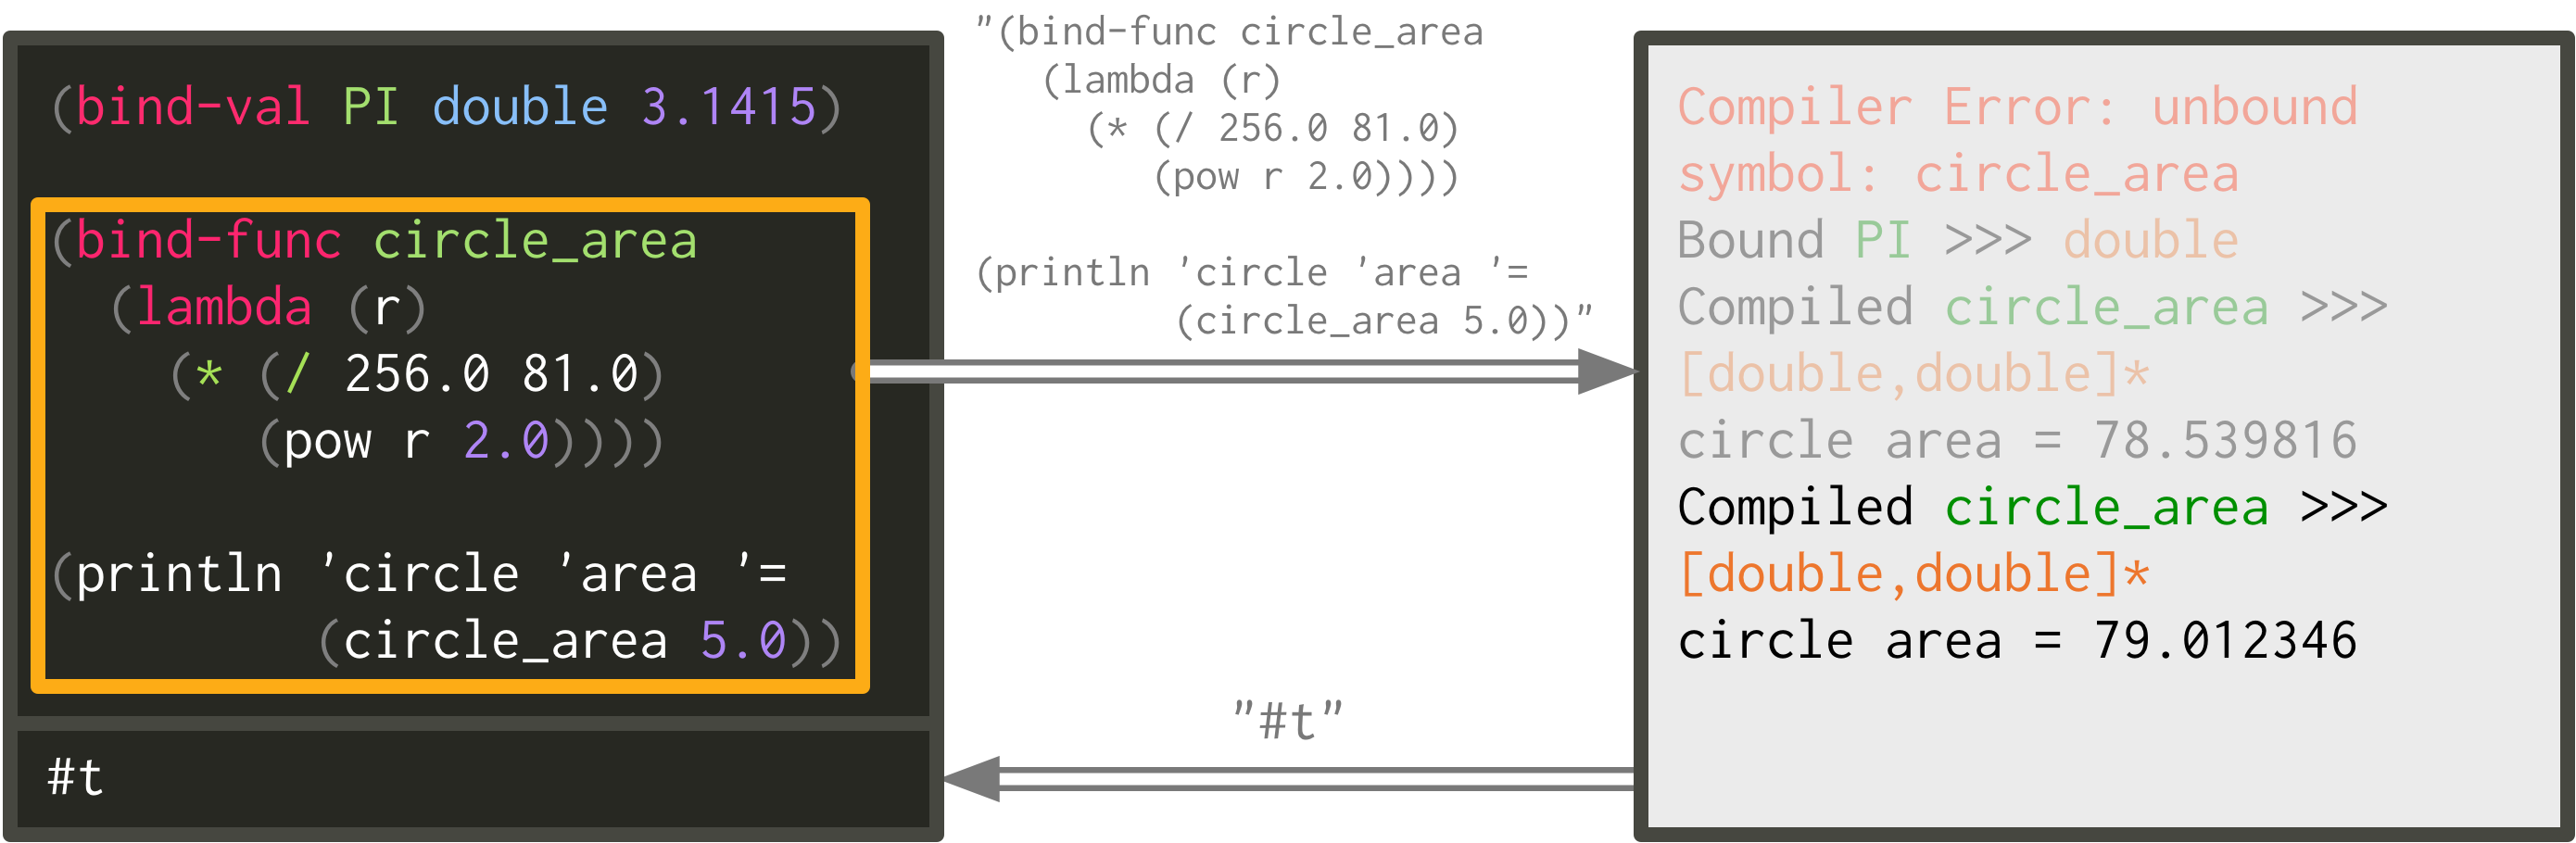 (bind-val PI double 3.1415)
(bind-func circle_area
(lambda (r)
(* (/ 256.0 81.0)
(pow r 2.0))))
(println 'circle 'area '=
(circle_area 5.0))
#t
"(bind-func circle_area
(lambda (r)
(* (/ 256.0 81.0)
(pow r 2.0))))
(println 'circle 'area '=
(circle_area 5.0))"
"#t"
Compiler Error: unbound
symbol: circle_area
Bound PI >>> double
Compiled circle_area >>>
[double,double]*
circle area = 78.539816
Compiled circle_area >>>
[double,double]*
circle area = 79.012346